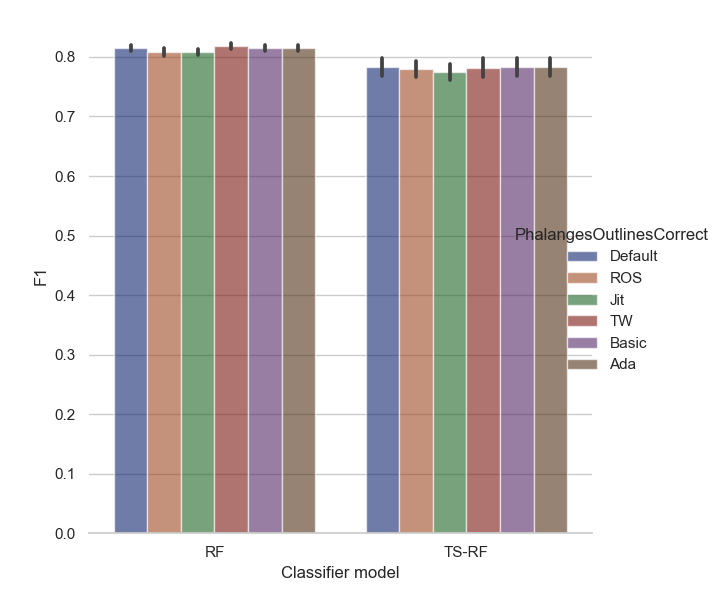 0.8
0.7
0.6
0.5
0.4
0.3
0.2
0.1
0.0
F1
RF
TS-RF
Classifier model
PhalangesOutlinesCorrect
Default
ROS
Jit
TW
Basic
Ada